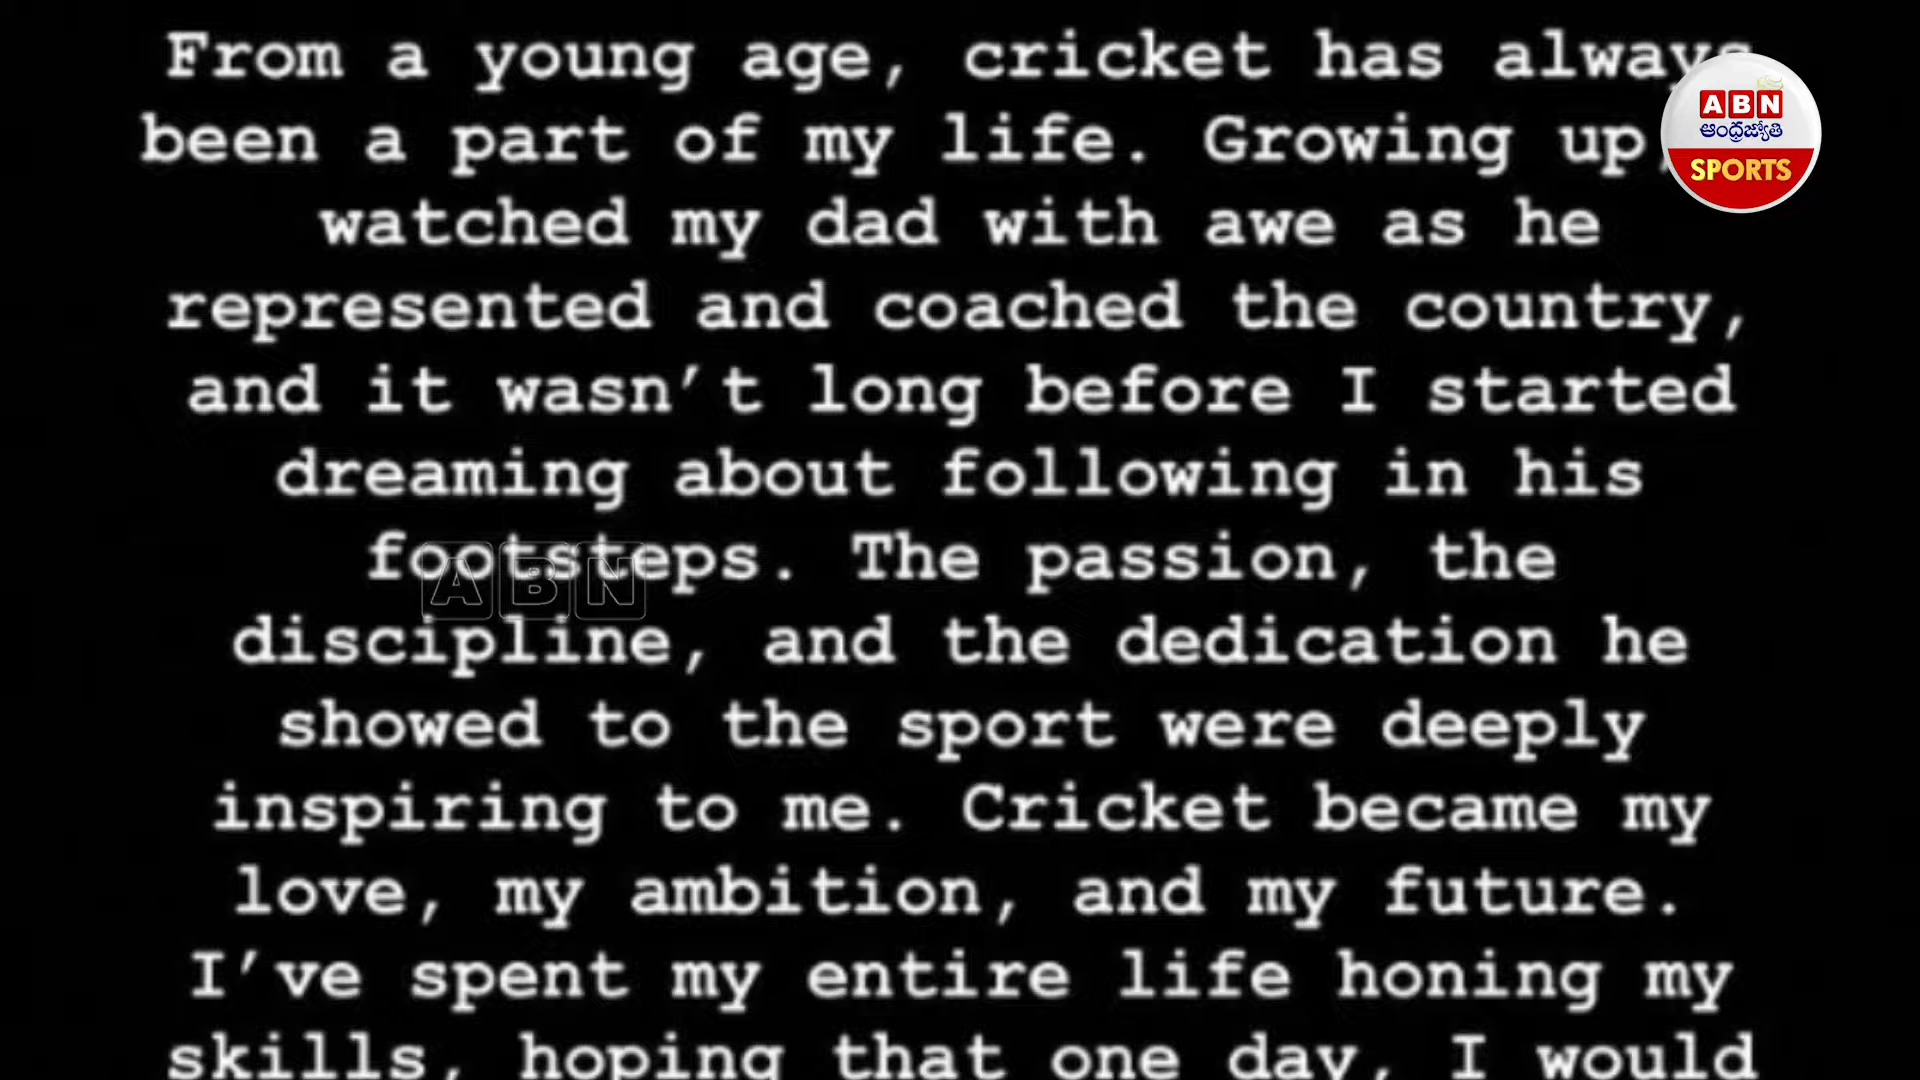 From a young age, cricket has always
been a part of my life. Growing up,
watched my dad with awe as he
represented and coached the country,
and it wasn’t long before I started
dreaming about following in his
footsteps. The passion, the
discipline, and the dedication he
showed to the sport were deeply
inspiring to me. Cricket became my
love, my ambition, and my future.
I’ve spent my entire life honing my
skills, hoping that one day, I would
ABN
ఆంధ్రజ్యోతి
SPORTS
ABN